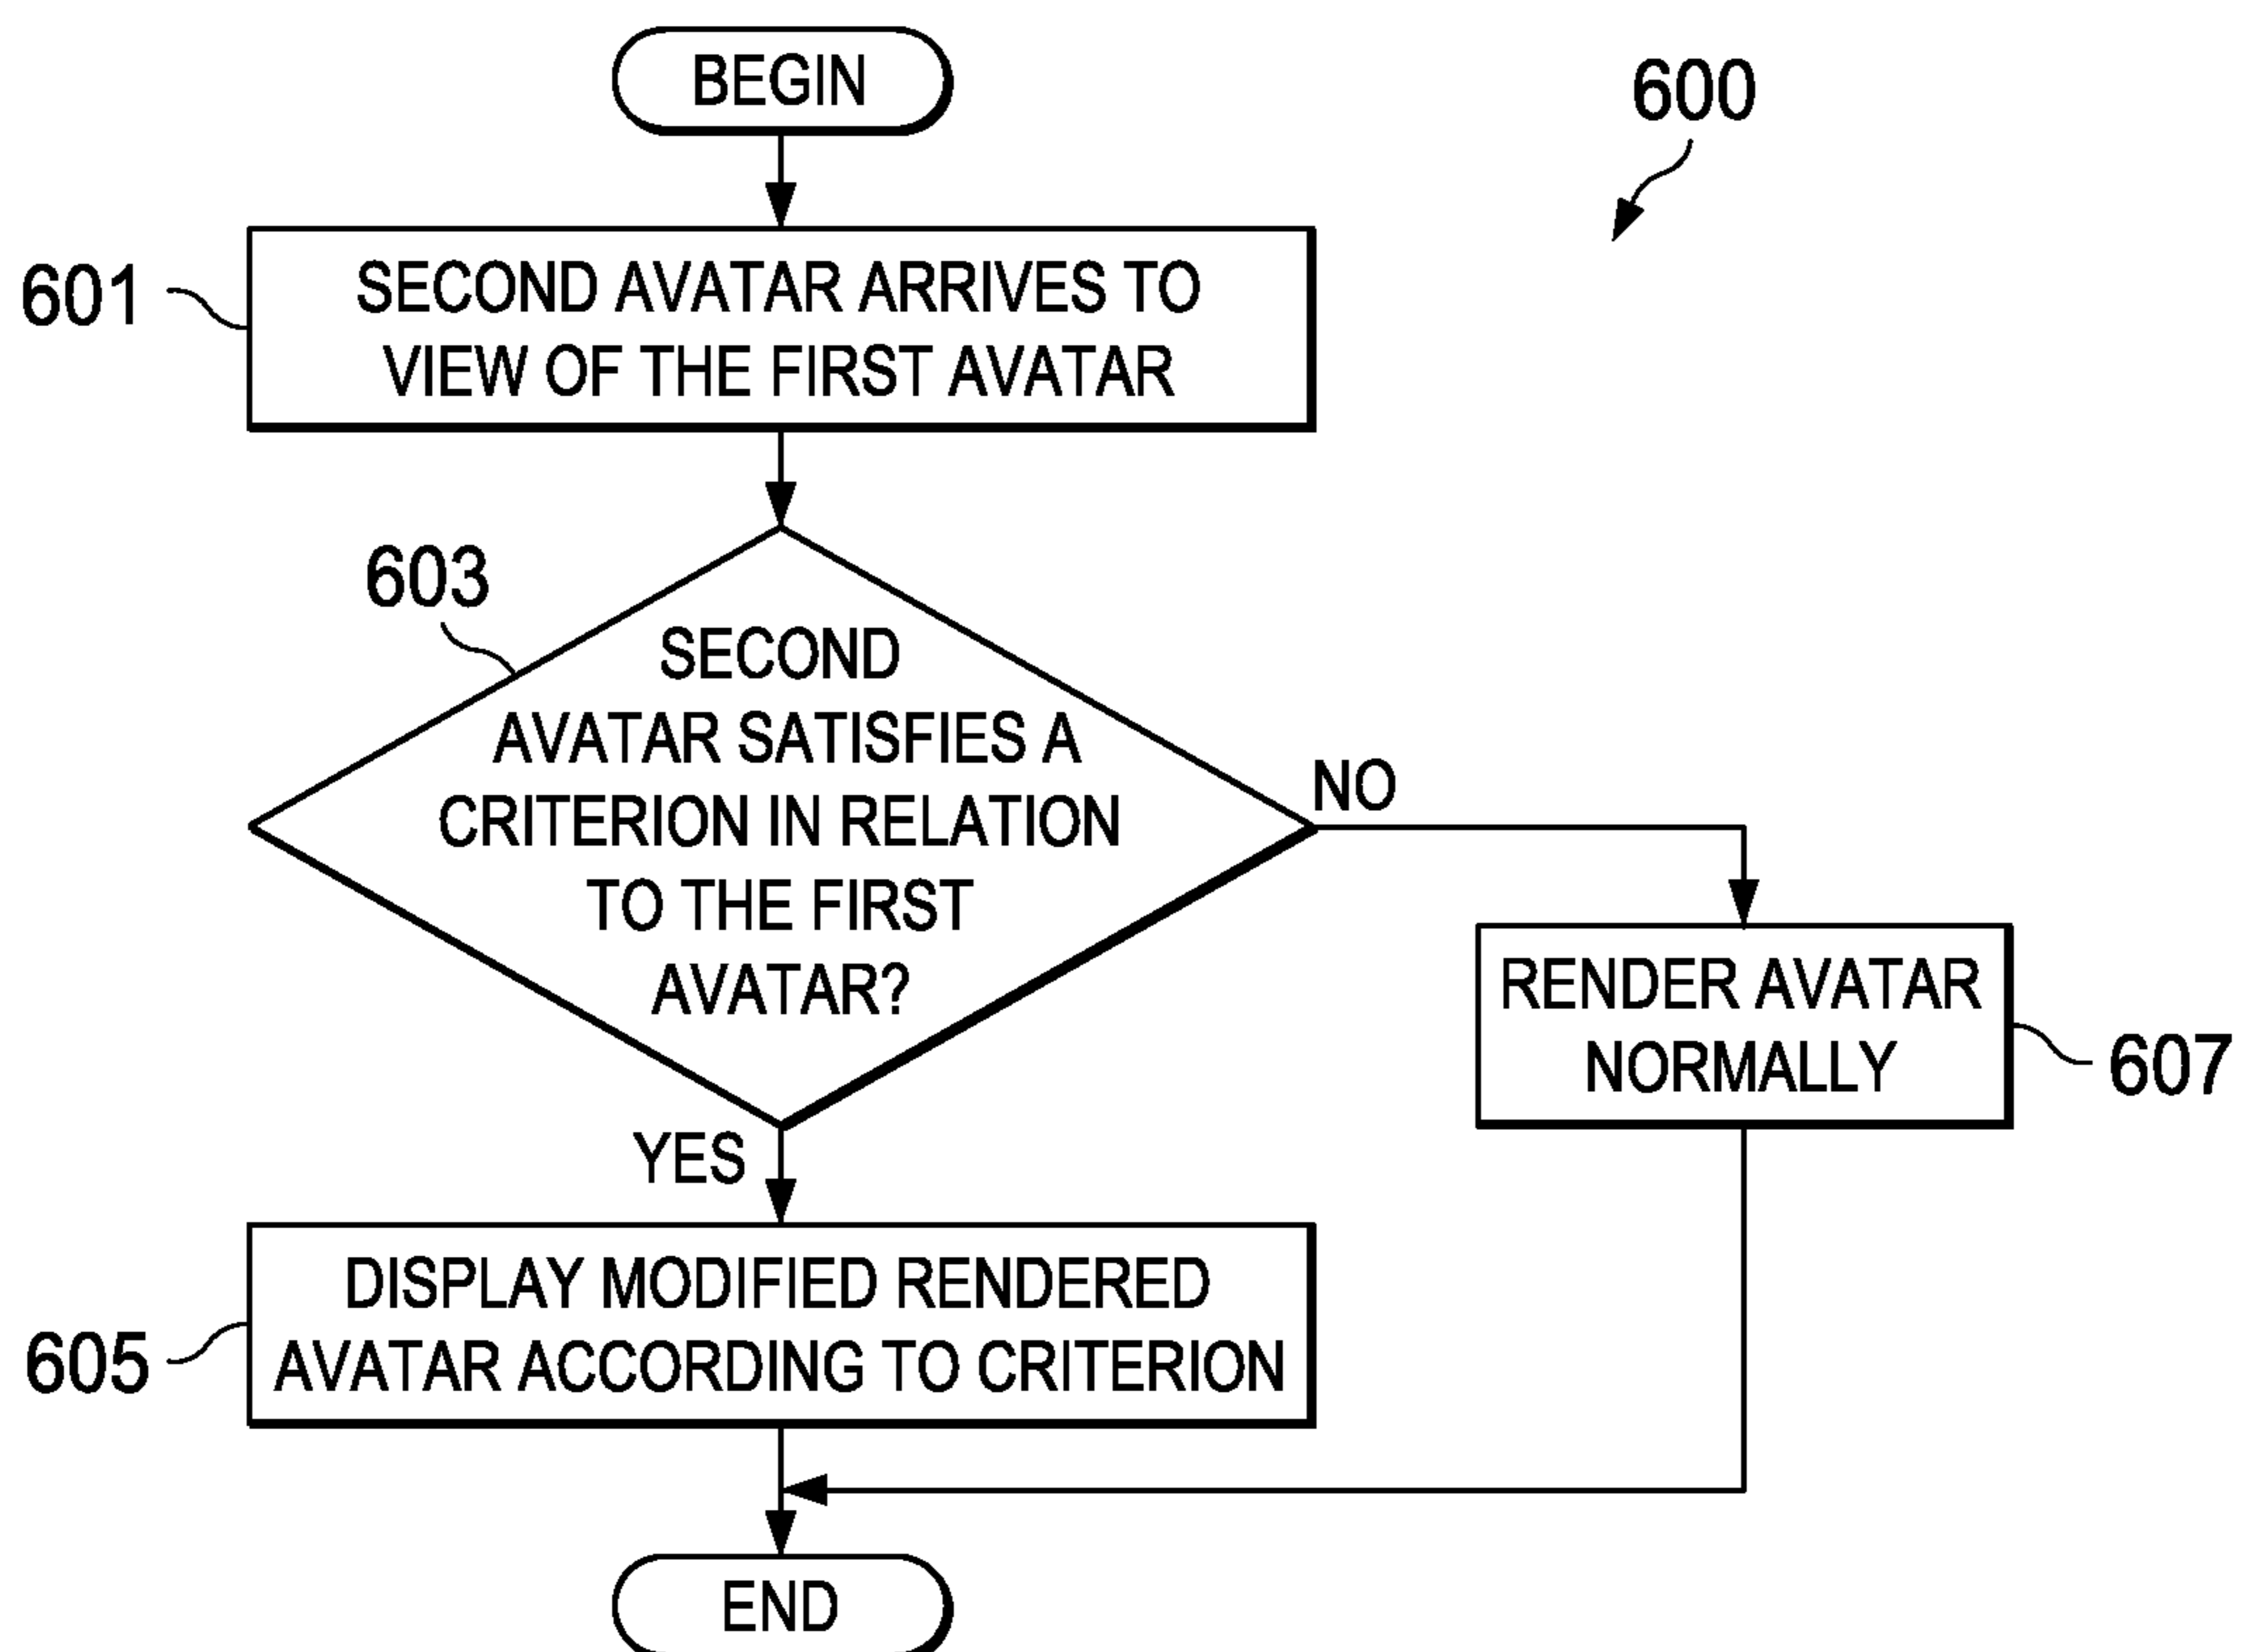 BEGIN
600
601
SECOND AVATAR ARRIVES TO
VIEW OF THE FIRST AVATAR
603
SECOND
AVATAR SATISFIES A
CRITERION IN RELATION
TO THE FIRST
AVATAR?
NO
RENDER AVATAR
NORMALLY
607
YES
DISPLAY MODIFIED RENDERED
AVATAR ACCORDING TO CRITERION
605
END